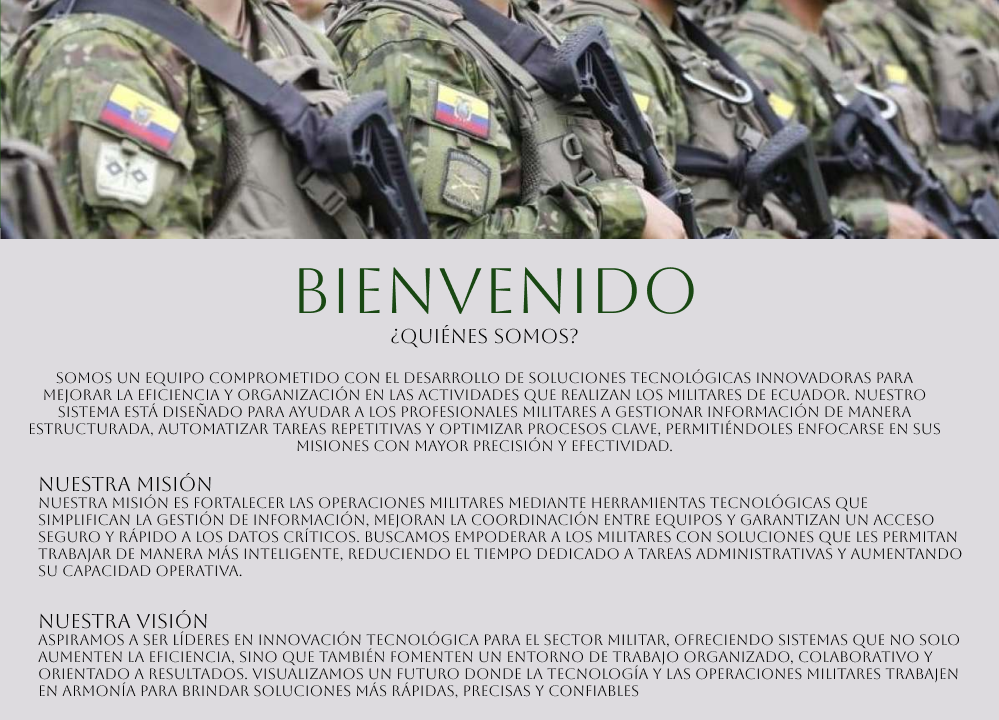 BIENVENIDO
¿QUIÉNES SOMOS?
SOMOS UN EQUIPO COMPROMETIDO CON EL DESARROLLO DE SOLUCIONES TECNOLÓGICAS INNOVADORAS PARA
MEJORAR LA EFICIENCIA Y ORGANIZACIÓN EN LAS ACTIVIDADES QUE REALIZAN LOS MILITARES DE ECUADOR. NUESTRO
SISTEMA ESTÁ DISEÑADO PARA AYUDAR A LOS PROFESIONALES MILITARES A GESTIONAR INFORMACIÓN DE MANERA
ESTRUCTURADA, AUTOMATIZAR TAREAS REPETITIVAS Y OPTIMIZAR PROCESOS CLAVE, PERMITIÉNDOLES ENFOCARSE EN SUS
MISIONES CON MAYOR PRECISIÓN Y EFECTIVIDAD.
NUESTRA MISIÓN
NUESTRA MISIÓN ES FORTALECER LAS OPERACIONES MILITARES MEDIANTE HERRAMIENTAS TECNOLÓGICAS QUE
SIMPLIFICAN LA GESTIÓN DE INFORMACIÓN, MEJORAN LA COORDINACIÓN ENTRE EQUIPOS Y GARANTIZAN UN ACCESO
SEGURO Y RÁPIDO A LOS DATOS CRÍTICOS. BUSCAMOS EMPODERAR A LOS MILITARES CON SOLUCIONES QUE LES PERMITAN
TRABAJAR DE MANERA MÁS INTELIGENTE, REDUCIENDO EL TIEMPO DEDICADO A TAREAS ADMINISTRATIVAS Y AUMENTANDO
SU CAPACIDAD OPERATIVA.
NUESTRA VISIÓN
ASPIRAMOS A SER LÍDERES EN INNOVACIÓN TECNOLÓGICA PARA EL SECTOR MILITAR, OFRECIENDO SISTEMAS QUE NO SOLO
AUMENTEN LA EFICIENCIA, SINO QUE TAMBIÉN FOMENTEN UN ENTORNO DE TRABAJO ORGANIZADO, COLABORATIVO Y
ORIENTADO A RESULTADOS. VISUALIZAMOS UN FUTURO DONDE LA TECNOLOGÍA Y LAS OPERACIONES MILITARES TRABAJEN
EN ARMONÍA PARA BRINDAR SOLUCIONES MÁS RÁPIDAS, PRECISAS Y CONFIABLES